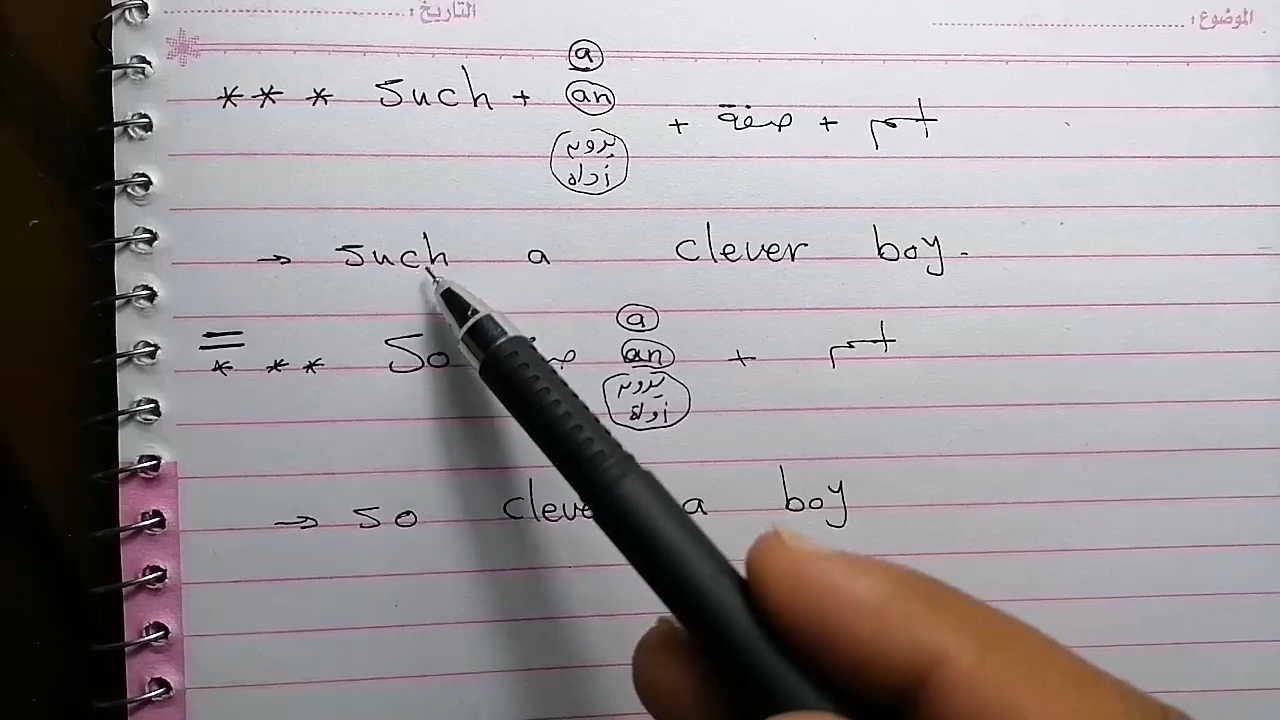 الموضوع: التاريخ:
a
*** Such + an + صفة + اسم
بدون
أداة
→ such a clever boy.
a
= *** So an + اسم
بدون
أداة
→ so a boy